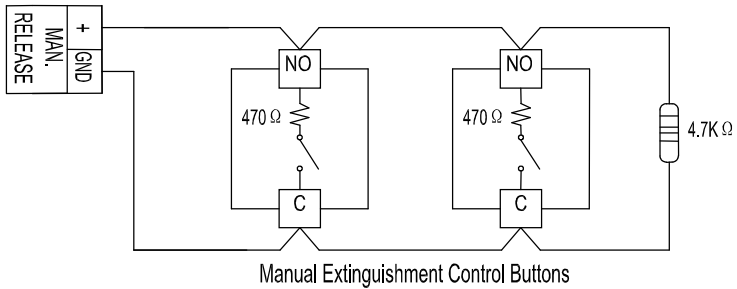 +
GND
MAN.
RELEASE
NO
NO
470 Ω
470 Ω
4.7K Ω
C
C
Manual Extinguishment Control Buttons